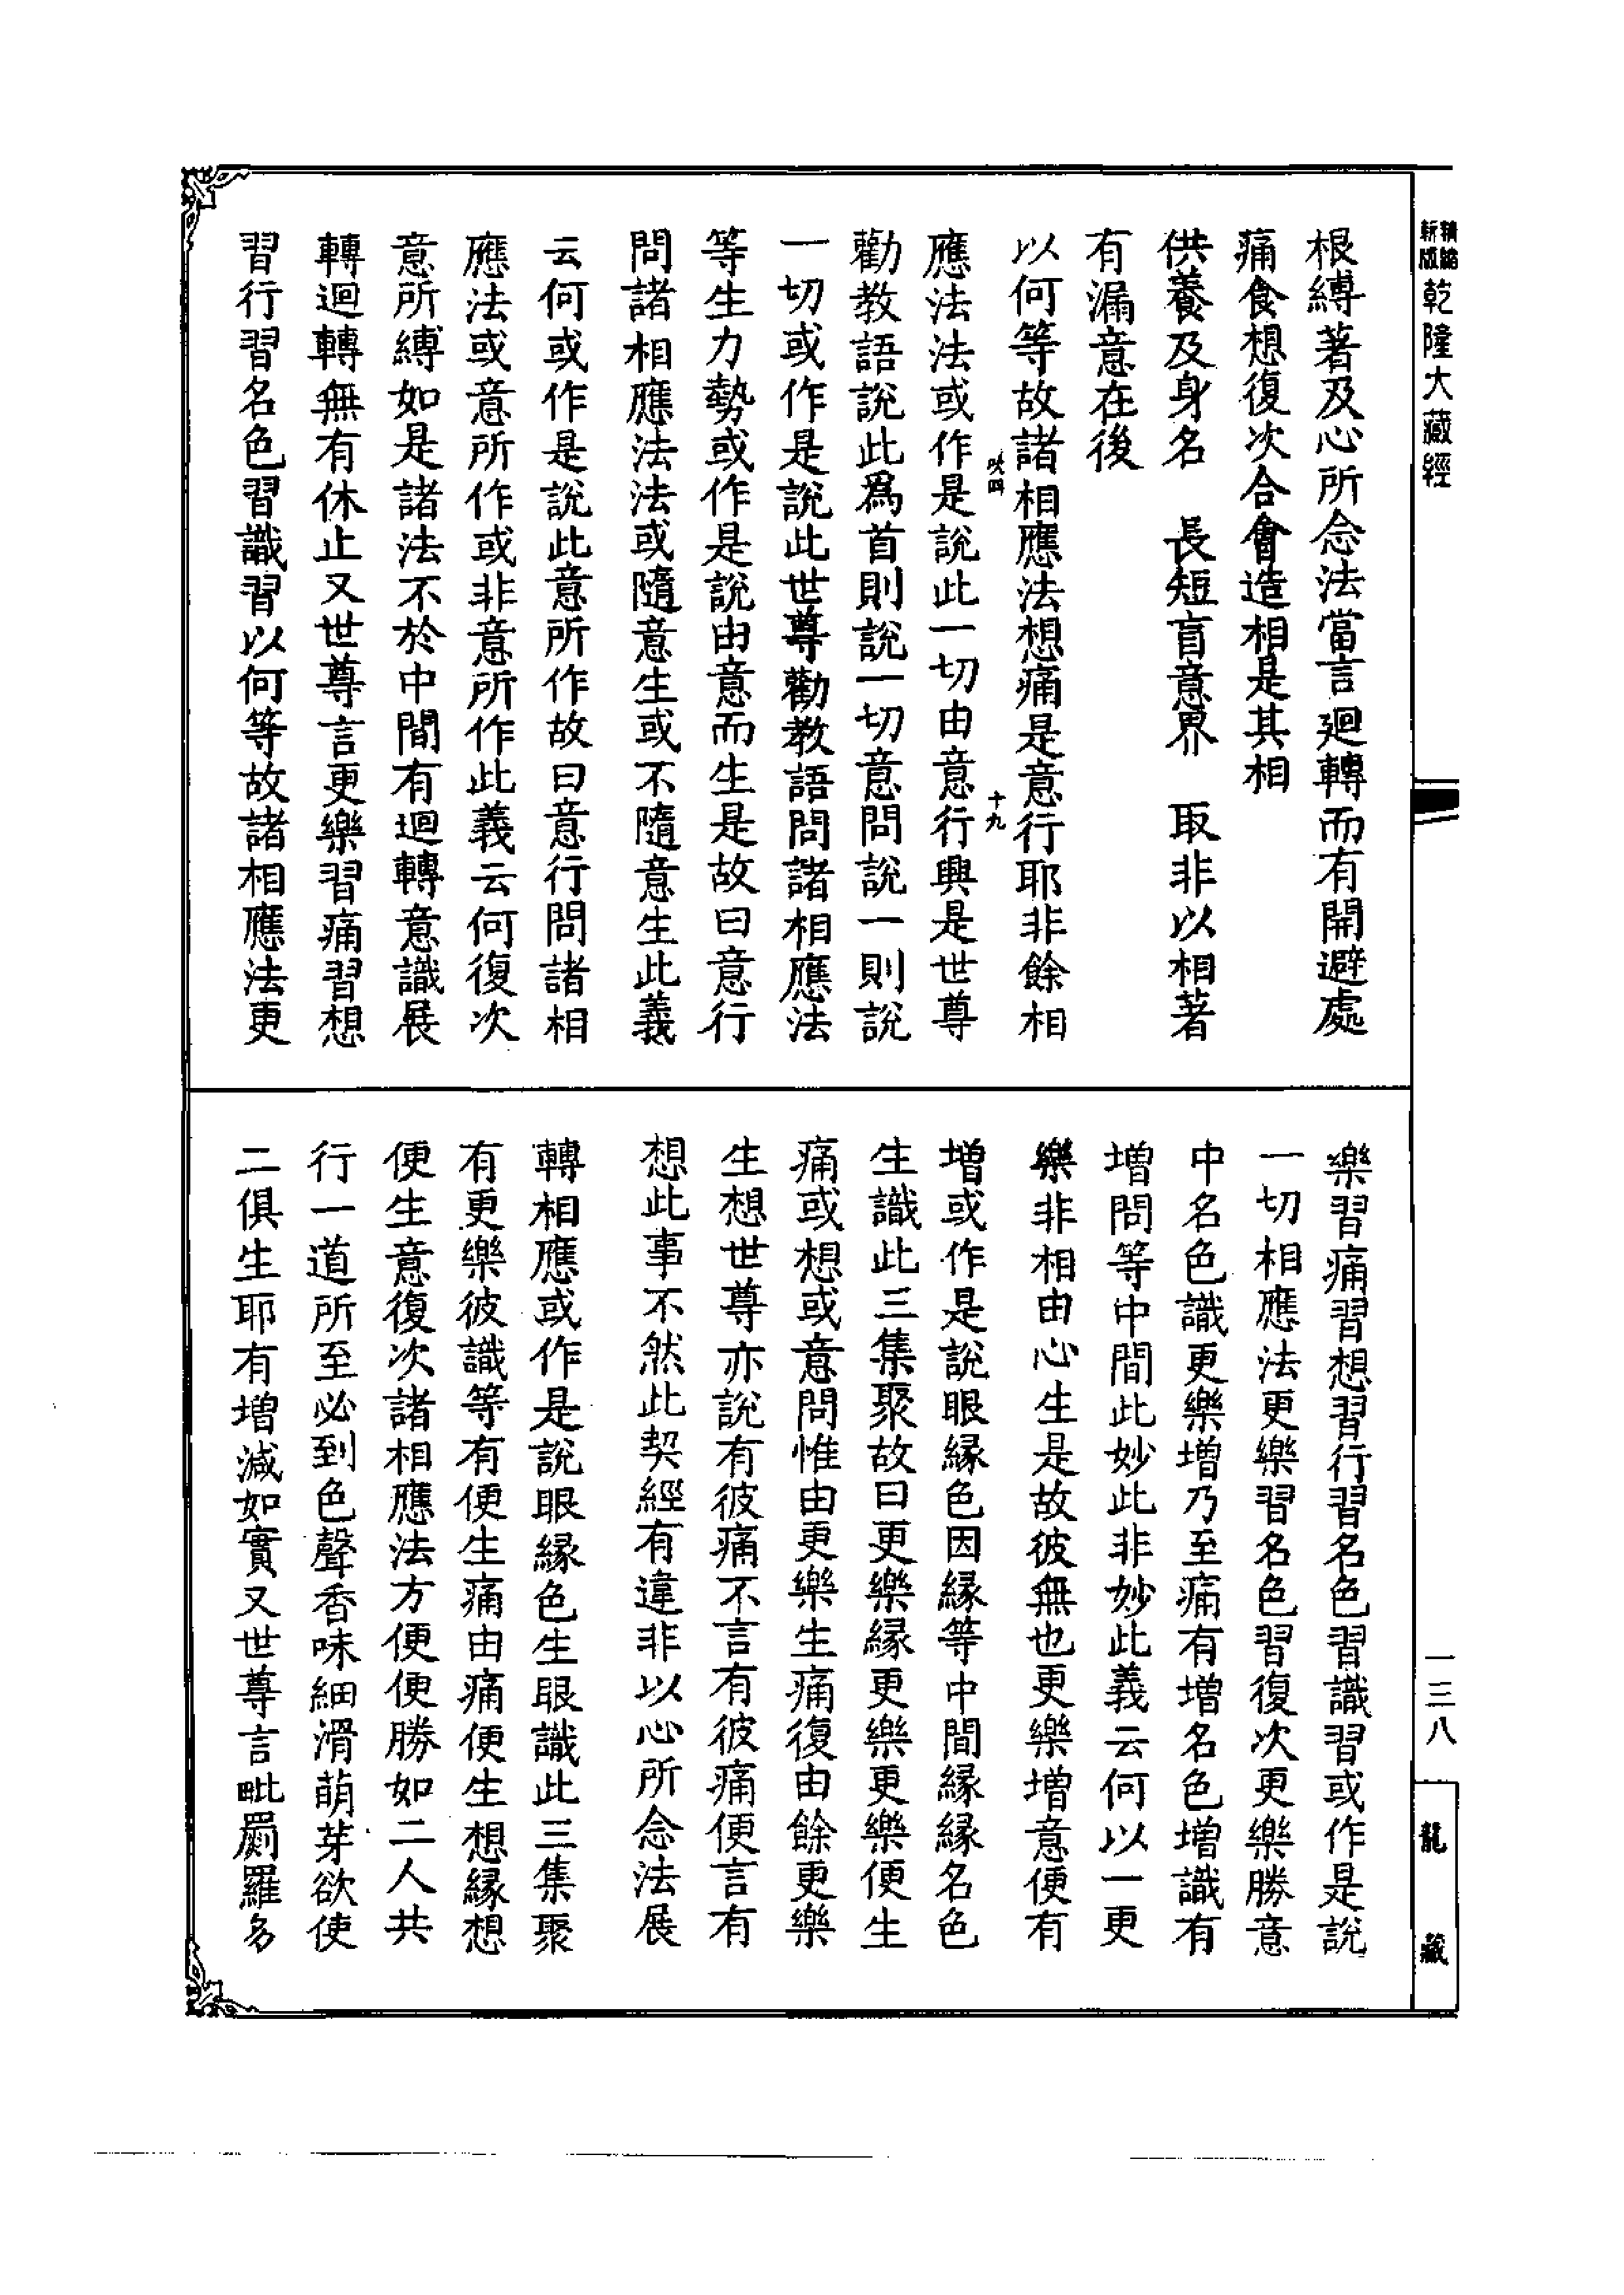 新版精縮乾隆大藏經
一三八
龍藏
根縛著及心所念法當言迴轉而有開避處
痛食想復次合會造相是其相
供養及身名　長短盲意界　取非以相著
有漏意在後
以何等故諸相應法想痛是意行耶非餘相
應法法或作是說此一切由意行興是世尊
十九
勸教語說此為首則說一切意問說一則說
一切或作是說此世尊勸教語問諸相應法
等生力勢或作是說由意而生是故曰意行
問諸相應法法或隨意生或不隨意生此義
云何或作是說此意所作故曰意行問諸相
應法或意所作或非意所作此義云何復次
意所縛如是諸法不於中間有迴轉意識展
轉迴轉無有休止又世尊言更樂習痛習想
習行習名色習識習以何等故諸相應法更
樂習痛習想習行習名色習識習或作是說
一切相應法更樂習名色習復次更樂勝意
中名色識更樂增乃至痛有增名色增識有
增問等中間此妙此非妙此義云何以一更
樂非相由心生是故彼無也更樂增意便有
增或作是說眼緣色因緣等中間緣緣名色
生識此三集聚故曰更樂緣更樂更樂便生
痛或想或意問惟由更樂生痛復由餘更樂
生想世尊亦說有彼痛不言有彼痛便言有
想此事不然此契經有違非以心所念法展
轉相應或作是說眼緣色生眼識此三集聚
有更樂彼識等有便生痛由痛便生想緣想
便生意復次諸相應法方便便勝如二人共
行一道所至必到色聲香味細滑萌芽欲使
二俱生耶有增減如實又世尊言毗罽羅多